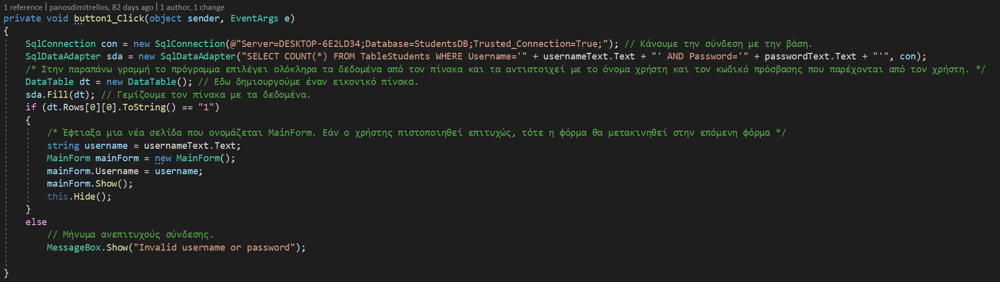 1 reference | panosdimitrellos, 82 days ago | 1 author, 1 change
private void button1_Click(object sender, EventArgs e)
{
SqlConnection con = new SqlConnection(@"Server=DESKTOP-6E2LD34;Database=StudentsDB;Trusted_Connection=True;"); // Κάνουμε την σύνδεση με την βάση.
SqlDataAdapter sda = new SqlDataAdapter("SELECT COUNT(*) FROM TableStudents WHERE Username='" + usernameText.Text + "' AND Password='" + passwordText.Text + "'", con);
/* Στην παραπάνω γραμμή το πρόγραμμα επιλέγει ολόκληρα τα δεδομένα από τον πίνακα και τα αντιστοιχεί με το όνομα χρήστη και τον κωδικό πρόσβασης που παρέχονται από τον χρήστη. */
DataTable dt = new DataTable(); // Εδω δημιουργούμε έναν εικονικό πίνακα.
sda.Fill(dt); // Γεμίζουμε τον πίνακα με τα δεδομένα.
if (dt.Rows[0][0].ToString() == "1")
{
/* Έφτιαξα μια νέα σελίδα που ονομάζεται MainForm. Εάν ο χρήστης πιστοποιηθεί επιτυχώς, τότε η φόρμα θα μετακινηθεί στην επόμενη φόρμα */
string username = usernameText.Text;
MainForm mainForm = new MainForm();
mainForm.Username = username;
mainForm.Show();
this.Hide();
}
else
// Μήνυμα ανεπιτυχούς σύνδεσης.
MessageBox.Show("Invalid username or password");
}